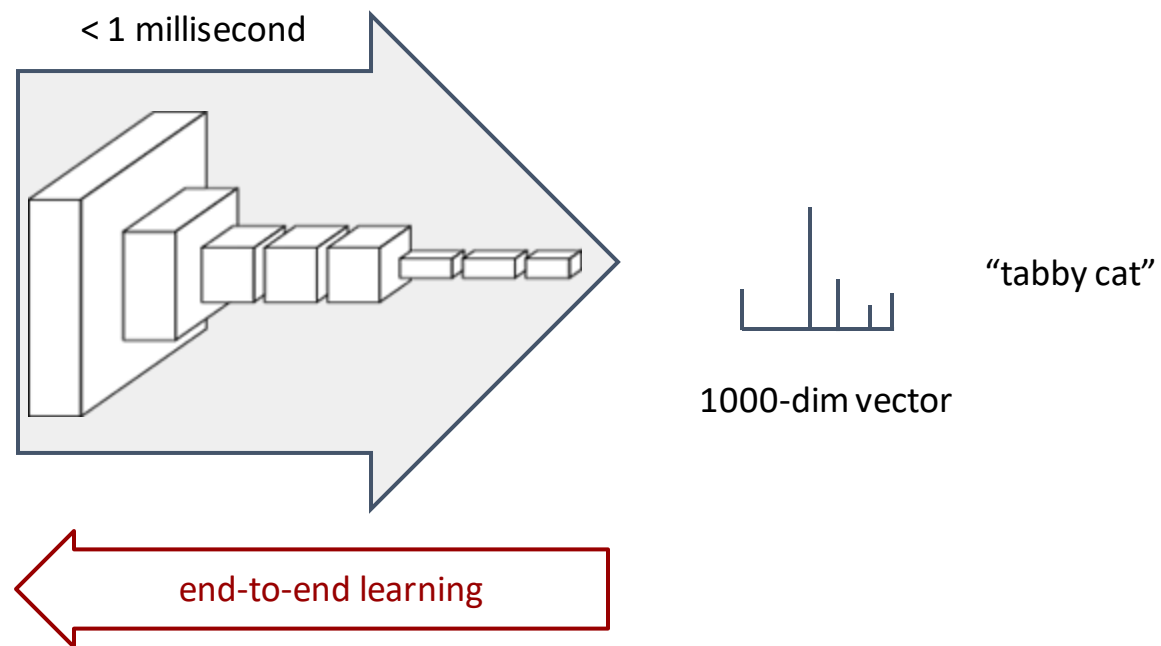 < 1 millisecond
“tabby cat”
1000-dim vector
end-to-end learning